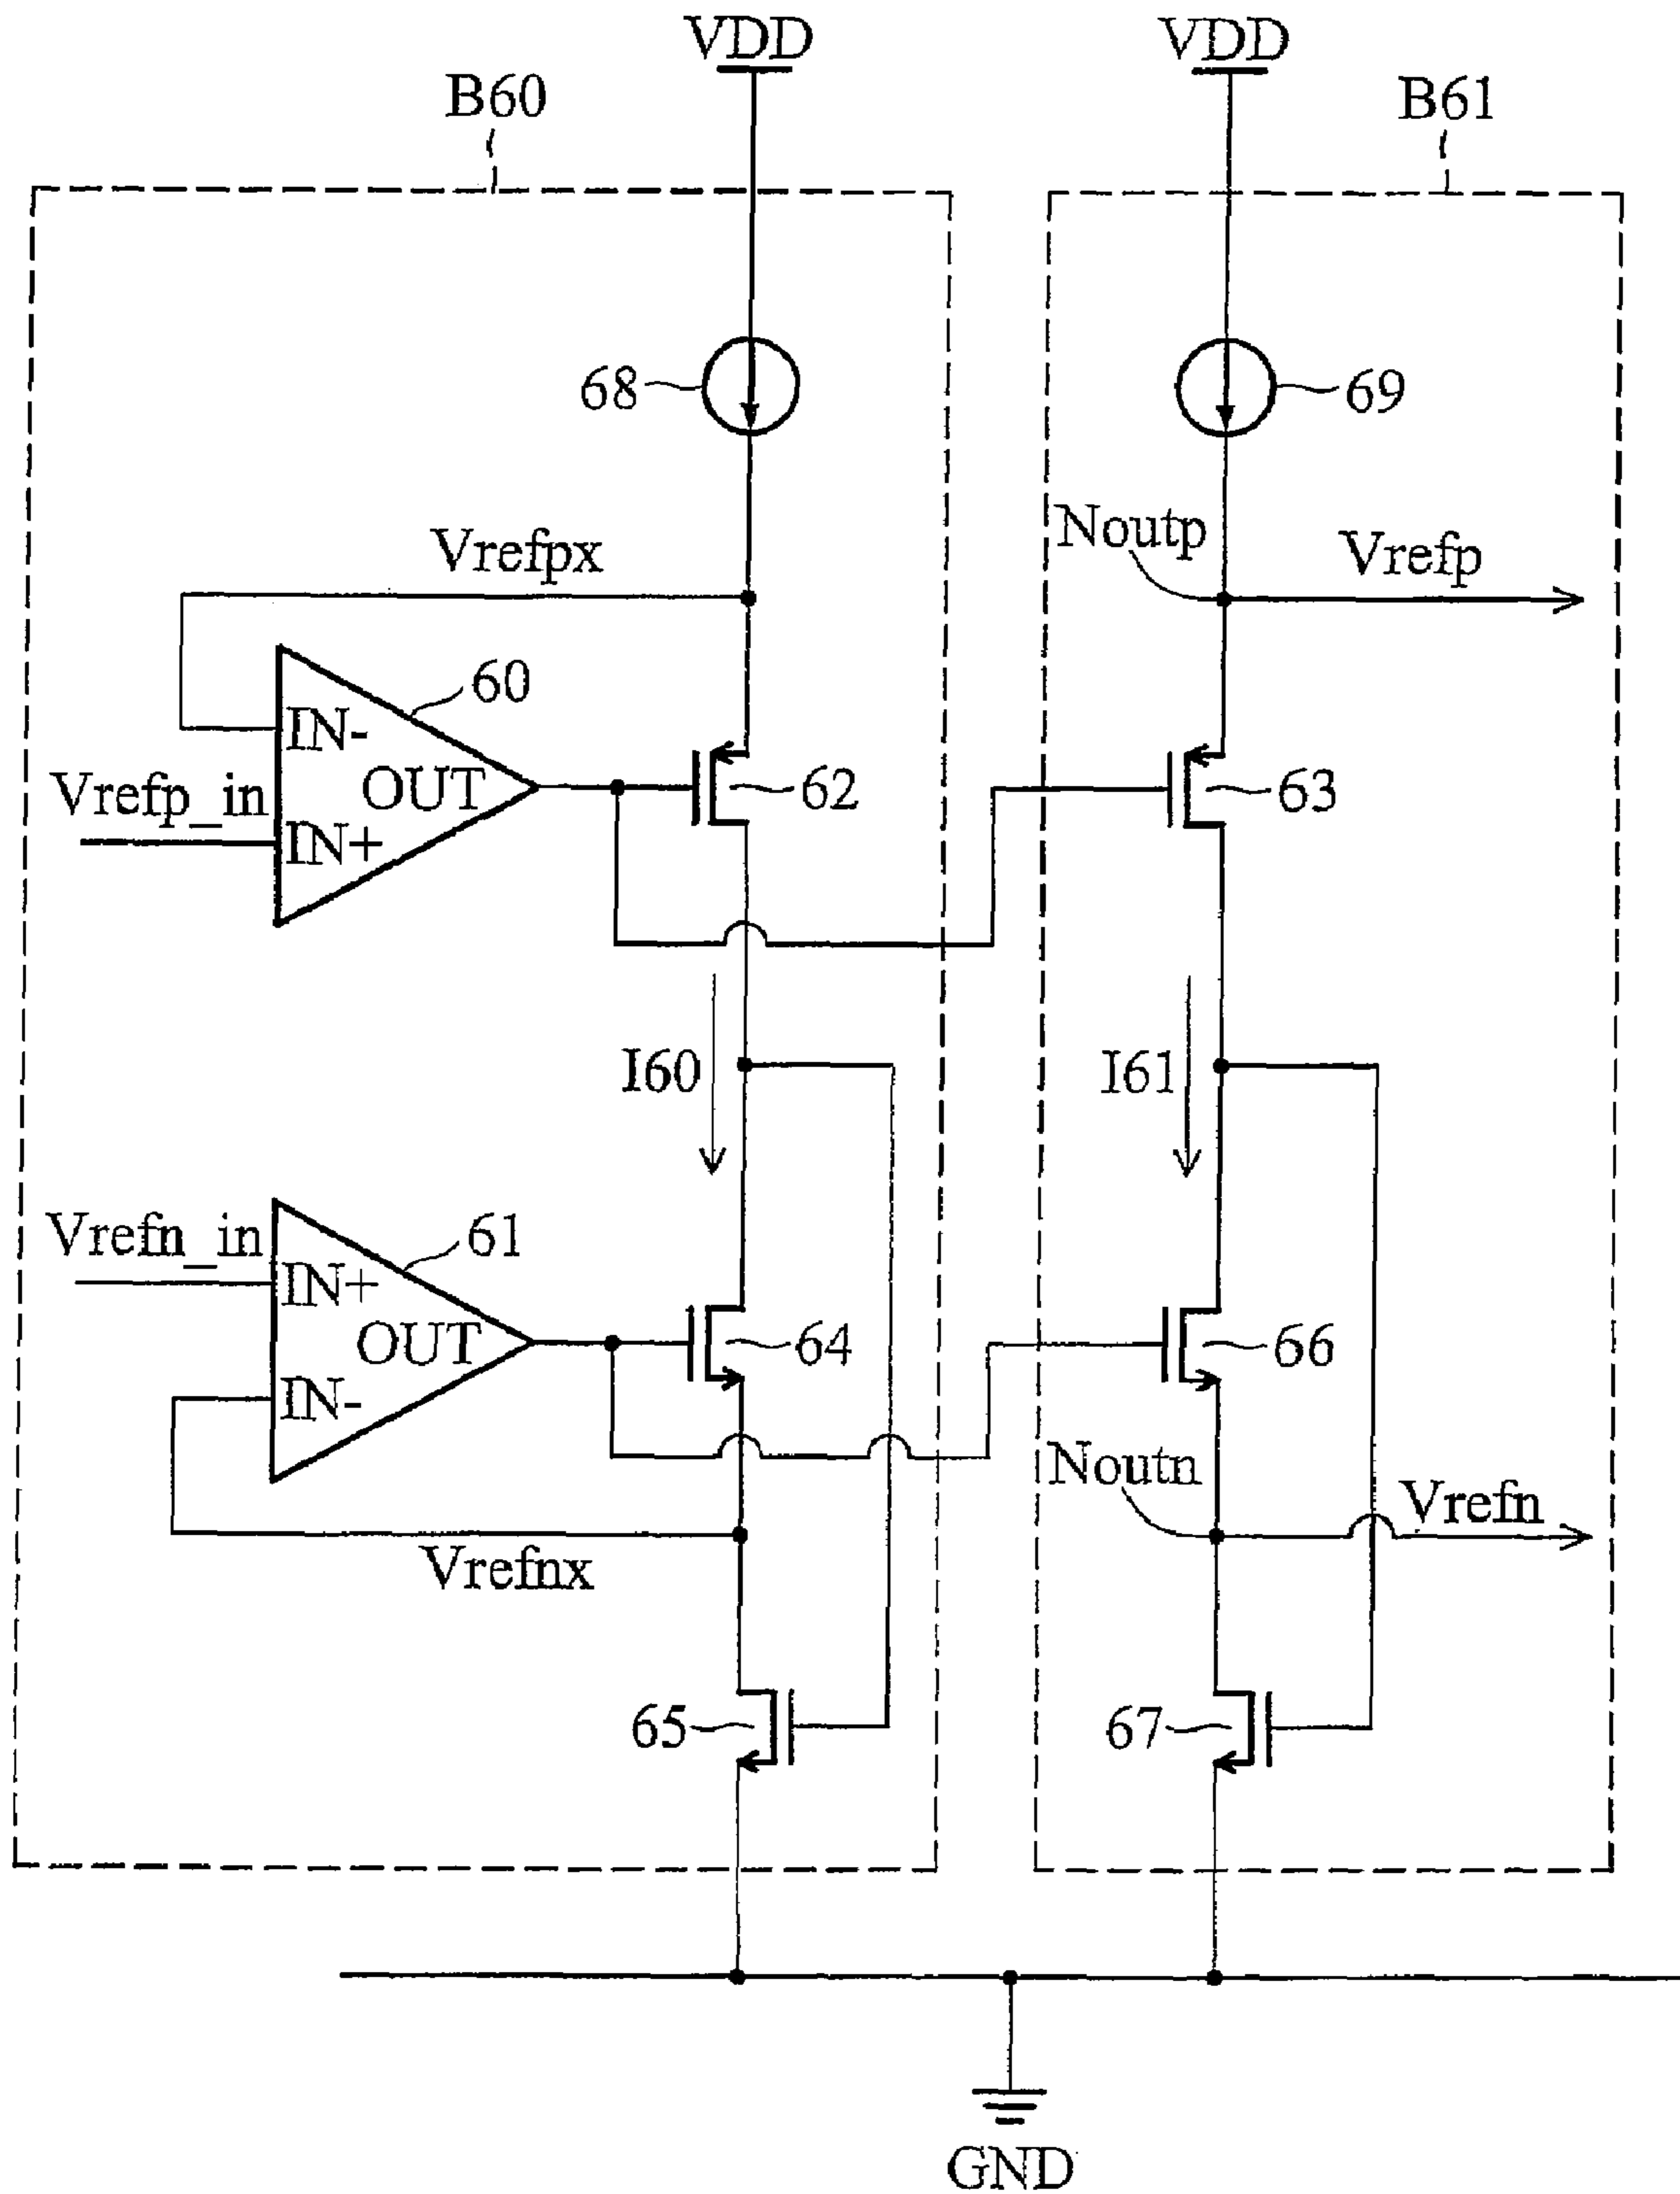 VDD
VDD
B60
B61
68
69
Vrefpx
Noutp
Vrefp
60
IN-
OUT
Vrefp_in
IN+
62
63
I60
I61
Vrefn_in
61
IN+
OUT
IN-
64
66
Noutn
Vrefn
Vrefnx
65
67
GND